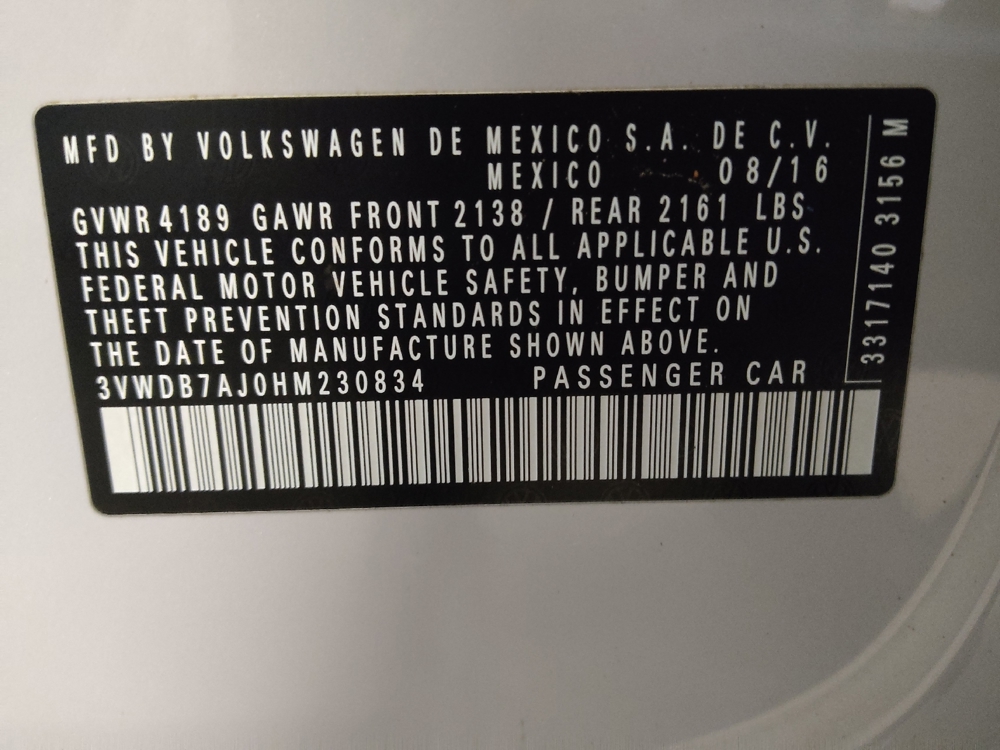 MFD BY VOLKSWAGEN DE MEXICO S.A. DE C.V.
MEXICO 08/16
GVWR 4189 GAWR FRONT 2138 / REAR 2161 LBS
THIS VEHICLE CONFORMS TO ALL APPLICABLE U.S.
FEDERAL MOTOR VEHICLE SAFETY, BUMPER AND
THEFT PREVENTION STANDARDS IN EFFECT ON
THE DATE OF MANUFACTURE SHOWN ABOVE.
3VWDB7AJ0HM230834 PASSENGER CAR
3317140 3156 M